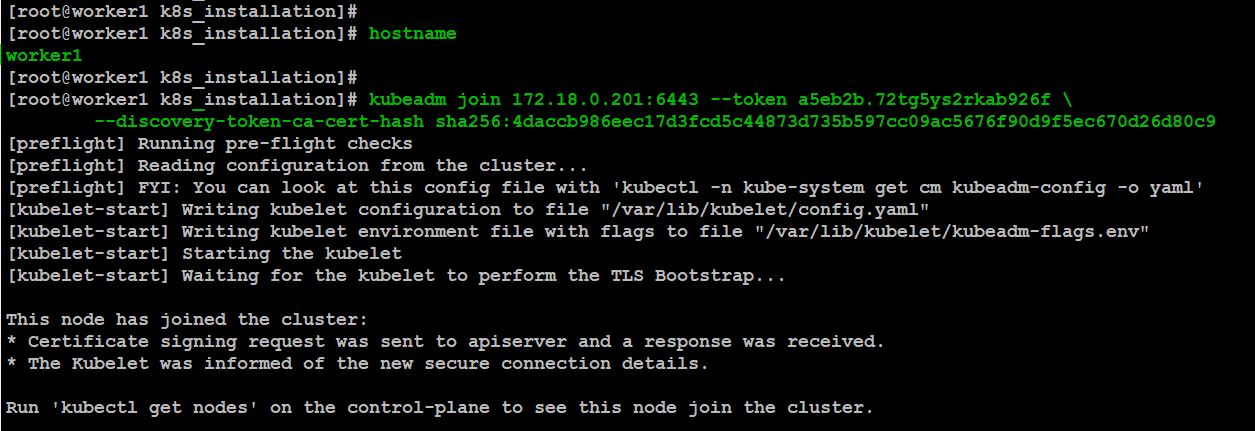 [root@worker1 k8s_installation]#
[root@worker1 k8s_installation]# hostname
worker1
[root@worker1 k8s_installation]#
[root@worker1 k8s_installation]# kubeadm join 172.18.0.201:6443 --token a5eb2b.72tg5ys2rkab926f \
        --discovery-token-ca-cert-hash sha256:4daccb986eec17d3fcd5c44873d735b597cc09ac5676f90d9f5ec670d26d80c9
[preflight] Running pre-flight checks
[preflight] Reading configuration from the cluster...
[preflight] FYI: You can look at this config file with 'kubectl -n kube-system get cm kubeadm-config -o yaml'
[kubelet-start] Writing kubelet configuration to file "/var/lib/kubelet/config.yaml"
[kubelet-start] Writing kubelet environment file with flags to file "/var/lib/kubelet/kubeadm-flags.env"
[kubelet-start] Starting the kubelet
[kubelet-start] Waiting for the kubelet to perform the TLS Bootstrap...

This node has joined the cluster:
* Certificate signing request was sent to apiserver and a response was received.
* The Kubelet was informed of the new secure connection details.

Run 'kubectl get nodes' on the control-plane to see this node join the cluster.